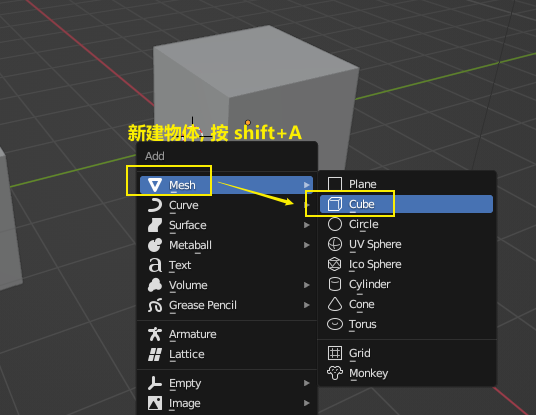 新建物体, 按 shift+A
Add
Mesh
Curve
Surface
Metaball
Text
Volume
Grease Pencil
Armature
Lattice
Empty
Image
Plane
Cube
Circle
UV Sphere
Ico Sphere
Cylinder
Cone
Torus
Grid
Monkey